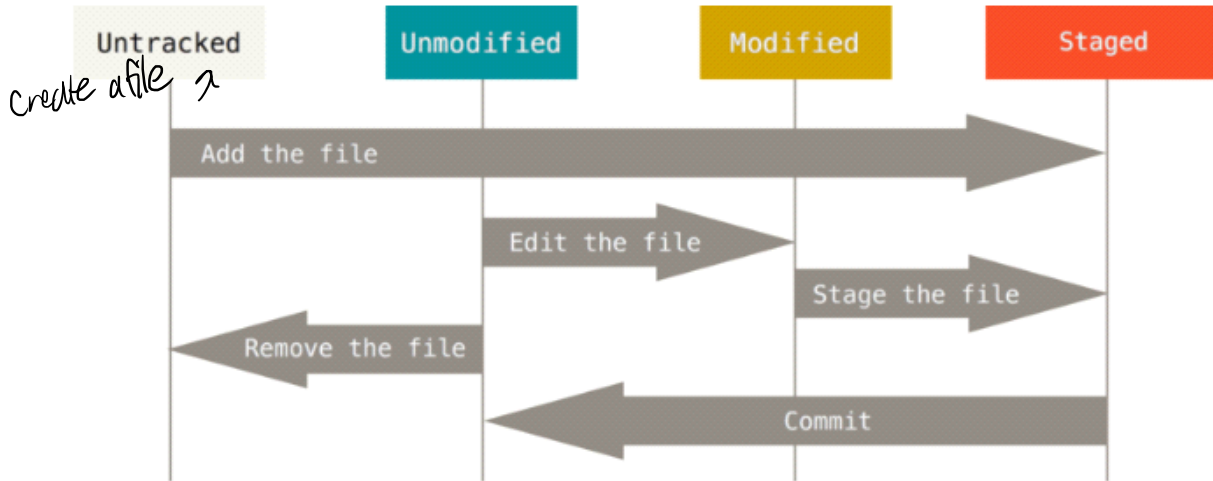 Untracked
Unmodified
Modified
Staged
Create a file
Add the file
Edit the file
Stage the file
Remove the file
Commit